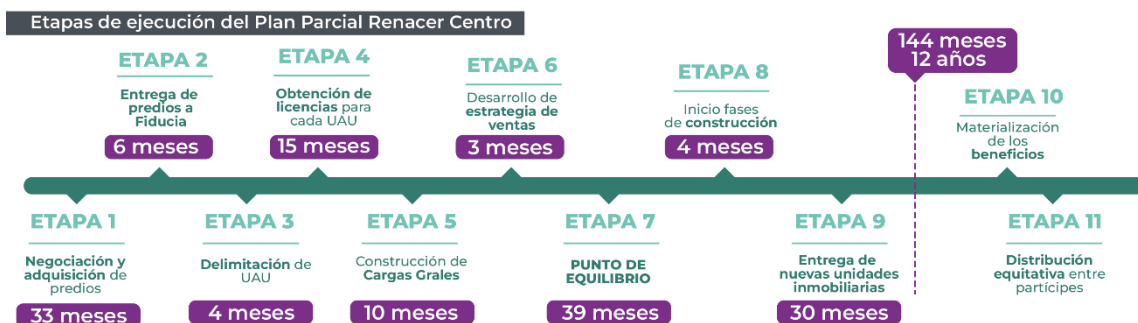 Etapas de ejecución del Plan Parcial Renacer Centro
ETAPA 2
Entrega de
predios a
Fiducia
6 meses
ETAPA 4
Obtención de
licencias para
cada UAU
15 meses
ETAPA 6
Desarrollo de
estrategia de
ventas
3 meses
ETAPA 8
Inicio fases
de construcción
4 meses
144 meses
12 años
ETAPA 10
Materialización
de los
beneficios
ETAPA 1
Negociación y
adquisición de
predios
33 meses
ETAPA 3
Delimitación de
UAU
4 meses
ETAPA 5
Construcción de
Cargas Grales
10 meses
ETAPA 7
PUNTO DE
EQUILIBRIO
39 meses
ETAPA 9
Entrega de
nuevas unidades
inmobiliarias
30 meses
ETAPA 11
Distribución
equitativa entre
partícipes